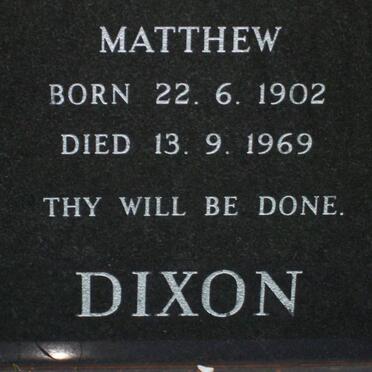 MATTHEW
BORN 22. 6. 1902
DIED 13. 9. 1969
THY WILL BE DONE.
DIXON